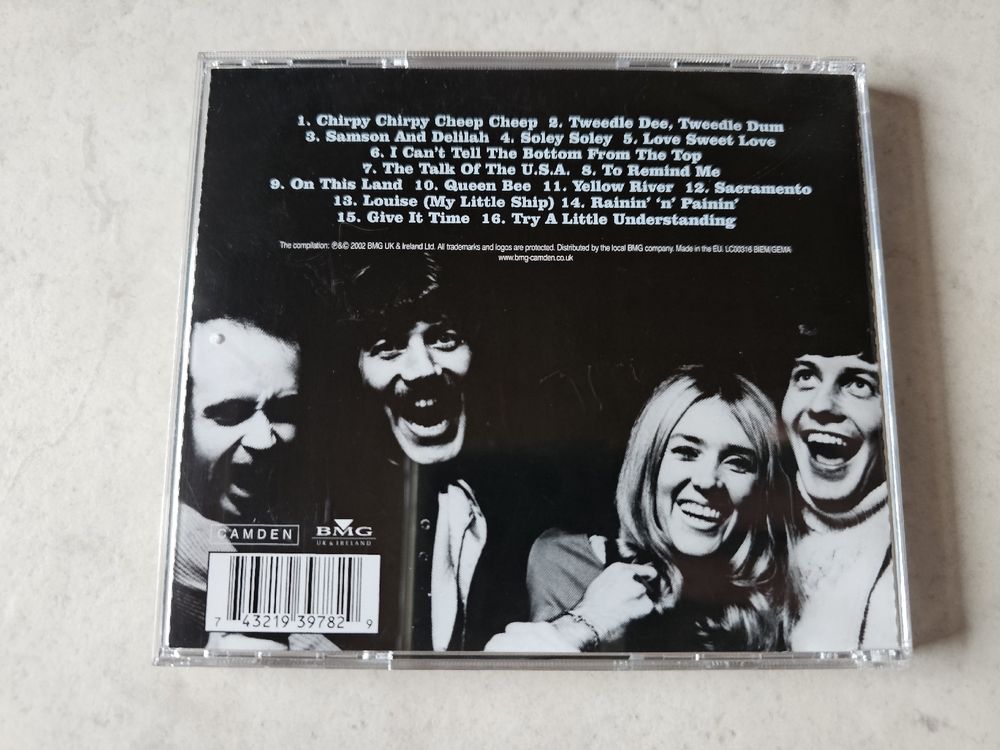 1. Chirpy Chirpy Cheep Cheep 2. Tweedle Dee, Tweedle Dum
3. Samson And Delilah 4. Soley Soley 5. Love Sweet Love
6. I Can't Tell The Bottom From The Top
7. The Talk Of The U.S.A. 8. To Remind Me
9. On This Land 10. Queen Bee 11. Yellow River 12. Sacramento
13. Louise (My Little Ship) 14. Rainin' 'n' Painin'
15. Give It Time 16. Try A Little Understanding
The compilation: ℗&© 2002 BMG UK & Ireland Ltd. All trademarks and logos are protected. Distributed by the local BMG company. Made in the EU. LC00316 BIEM/GEMA
www.bmg-camden.co.uk
CAMDEN
BMG
UK & IRELAND
7 43219 39782 9